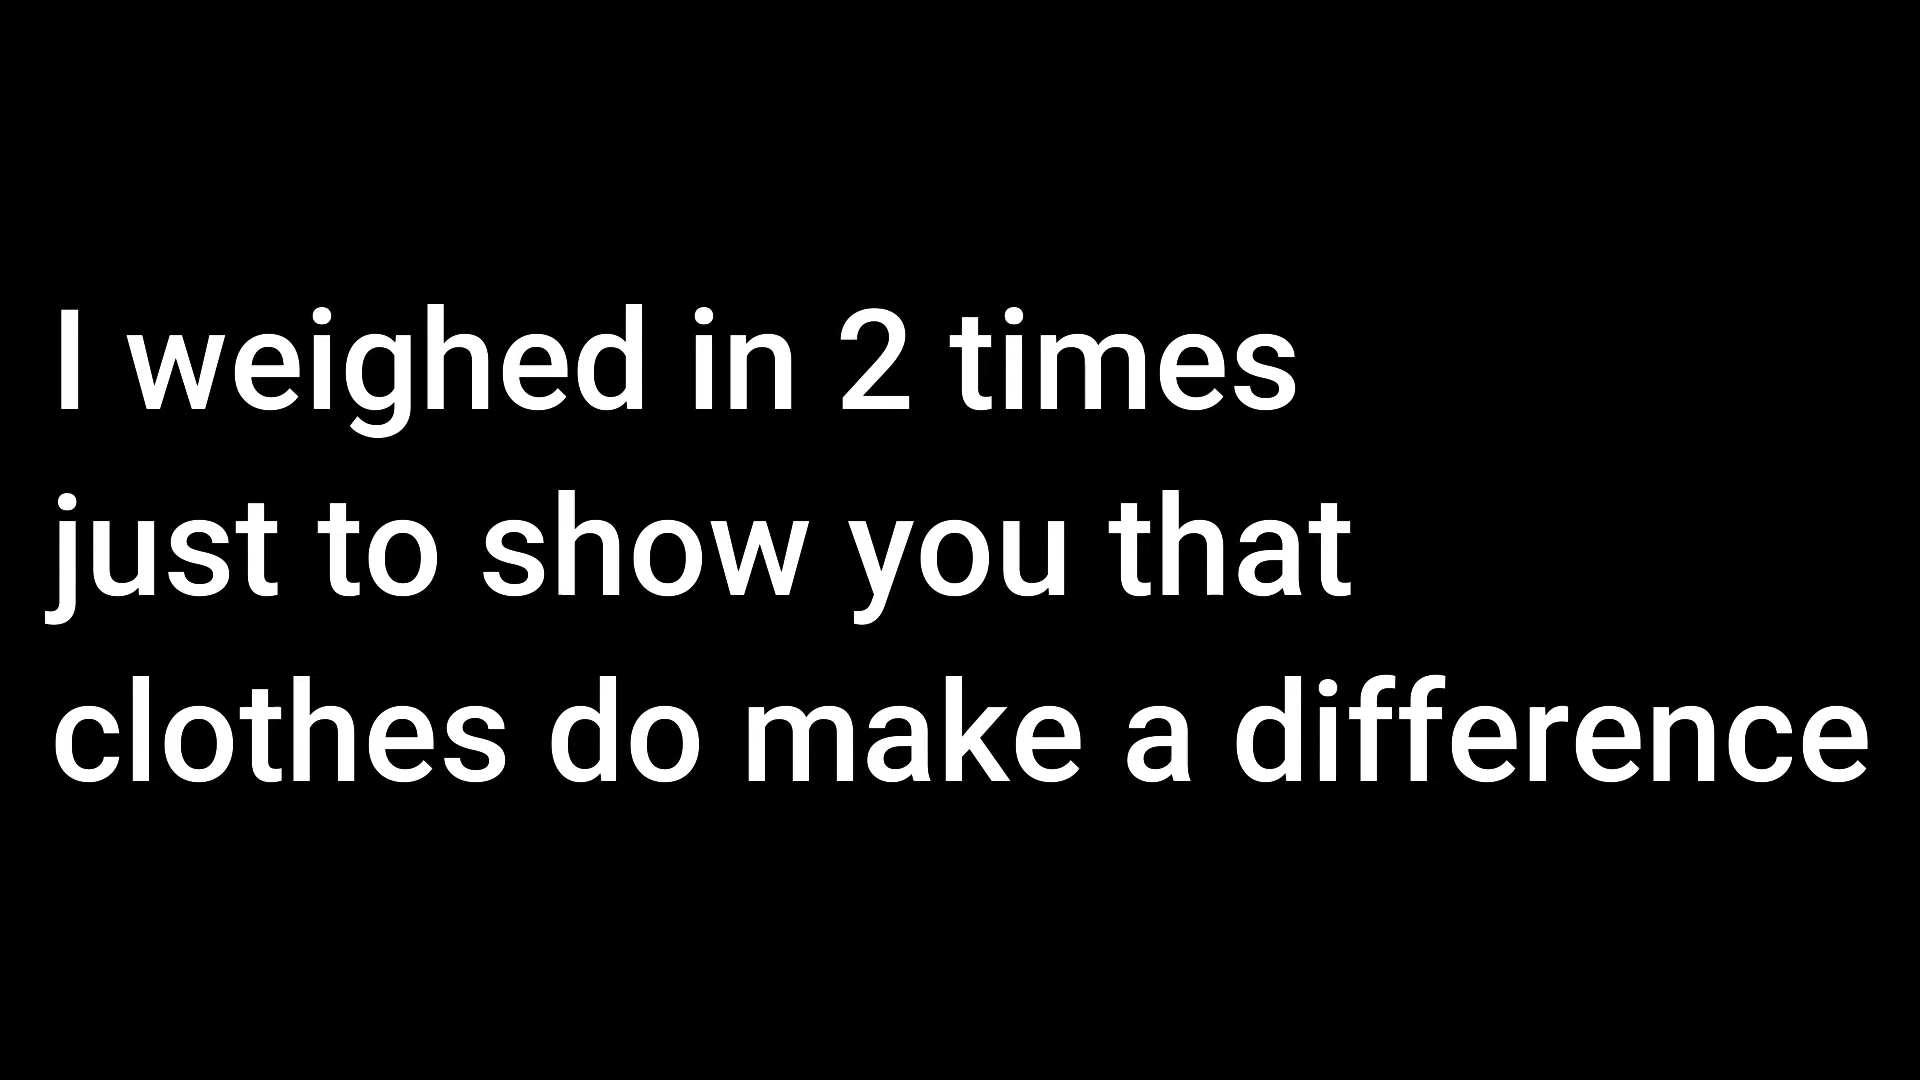 I weighed in 2 times
just to show you that
clothes do make a difference